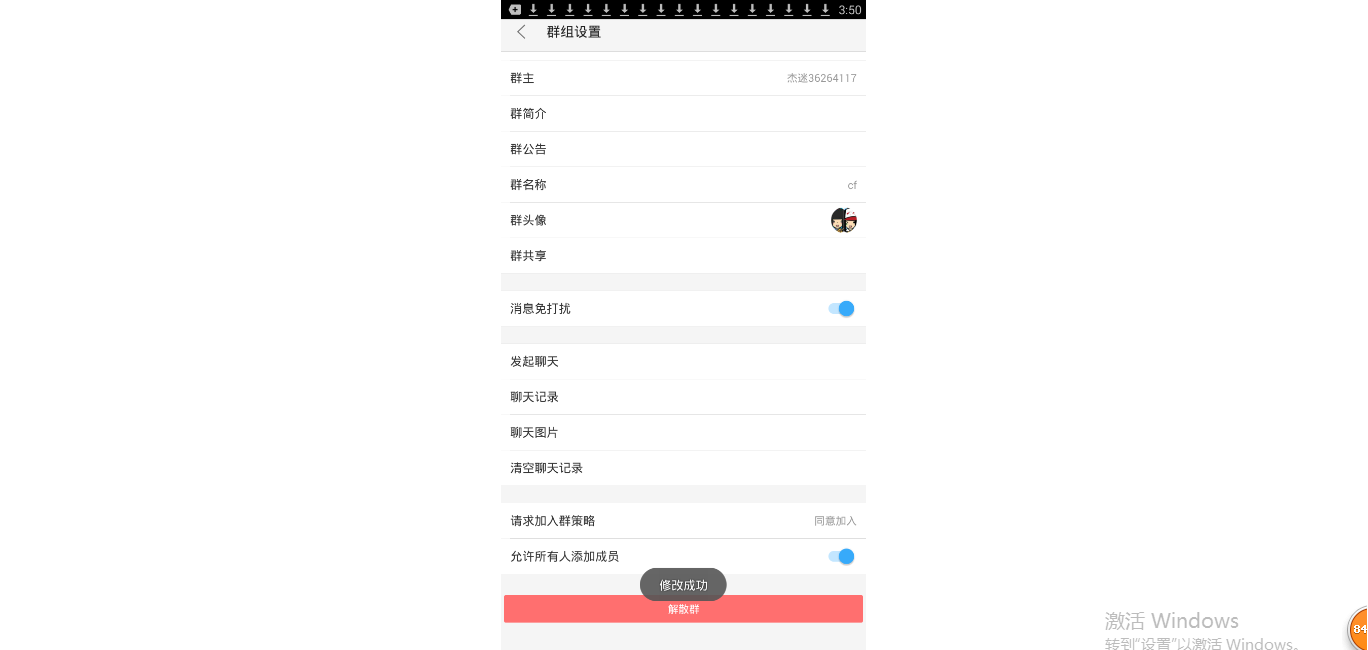 3:50
群组设置
群主 杰迷36264117
群简介
群公告
群名称 cf
群头像
群共享
消息免打扰
发起聊天
聊天记录
聊天图片
清空聊天记录
请求加入群策略 同意加入
允许所有人添加成员
修改成功
解散群
激活 Windows
转到"设置"以激活 Windows。
84